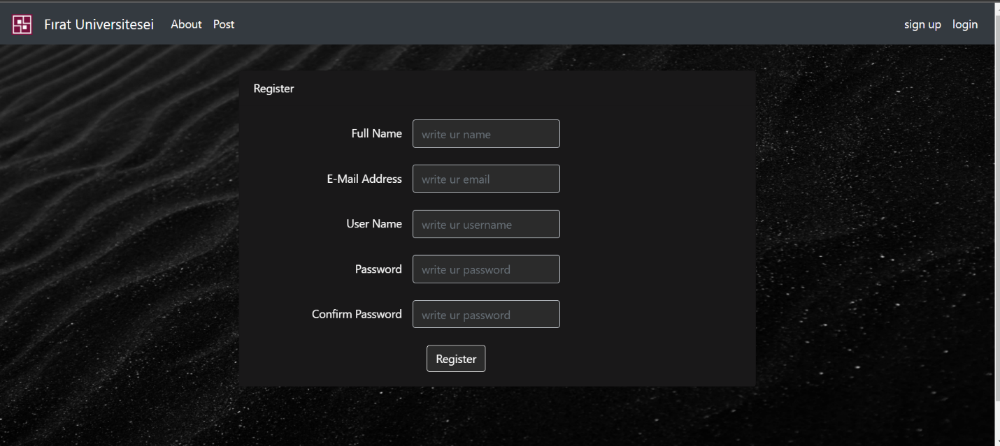 Fırat Universitesei About Post sign up login
Register
Full Name write ur name
E-Mail Address write ur email
User Name write ur username
Password write ur password
Confirm Password write ur password
Register